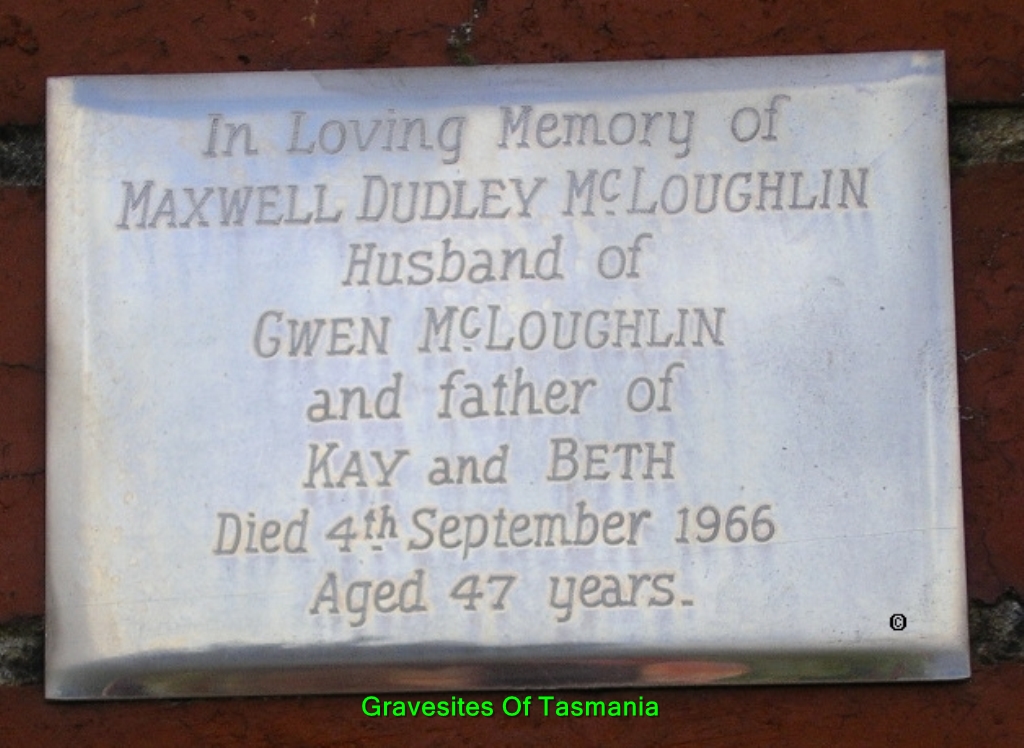 In Loving Memory of
MAXWELL DUDLEY McLOUGHLIN
Husband of
GWEN McLOUGHLIN
and father of
KAY and BETH
Died 4th September 1966
Aged 47 years.
©
Gravesites Of Tasmania